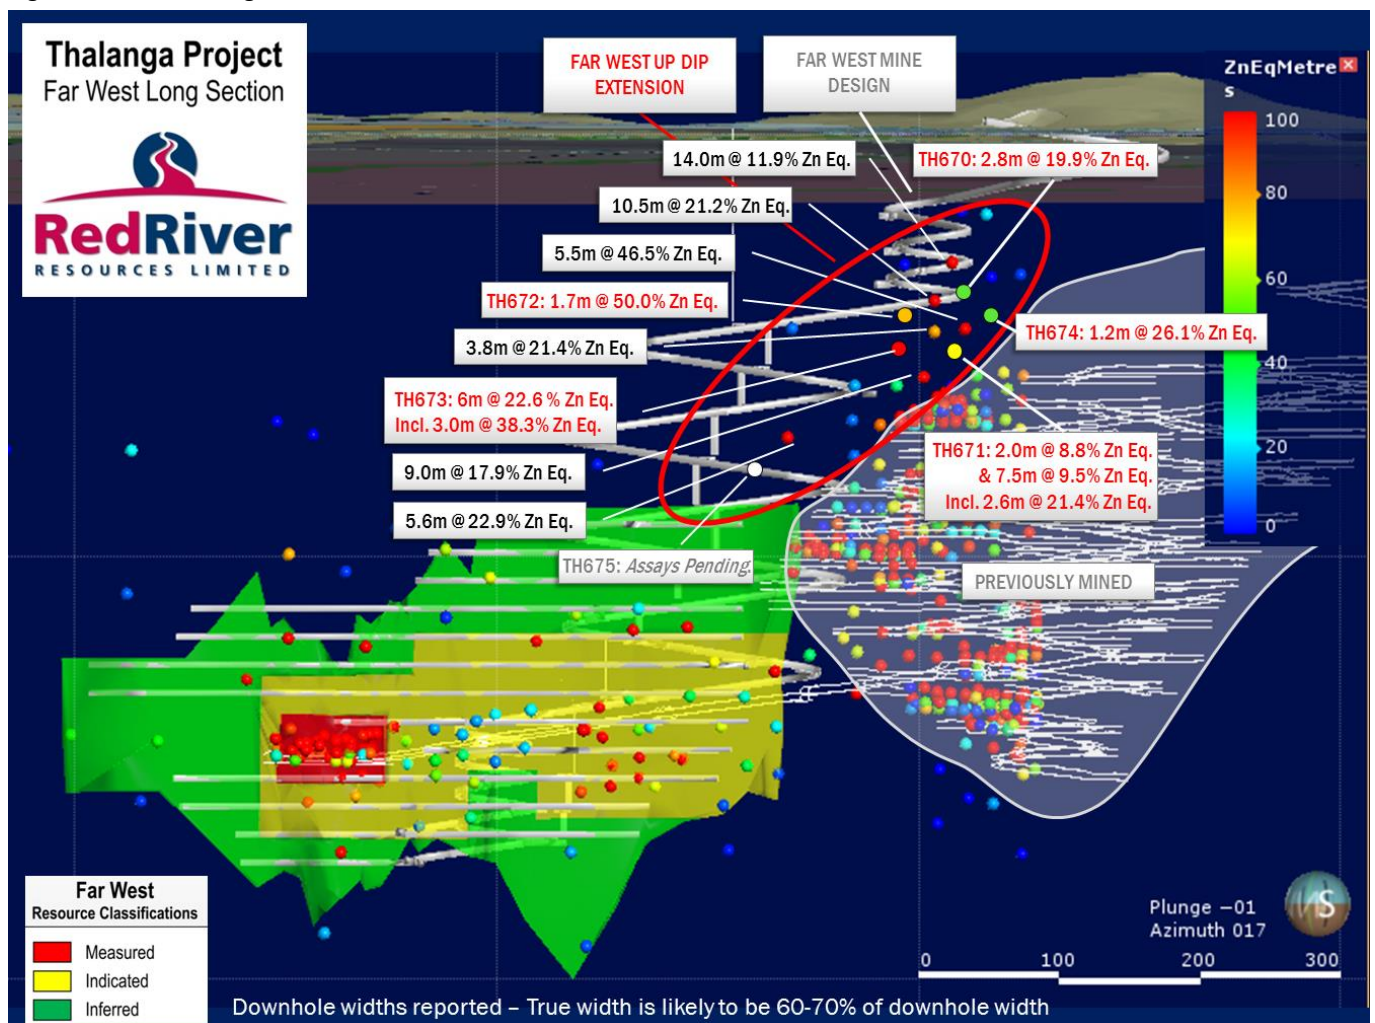 Thalanga Project
Far West Long Section
RedRiver
RESOURCES LIMITED
FAR WEST UP DIP
EXTENSION
FAR WEST MINE
DESIGN
ZnEqMetre
s
100
80
60
40
20
0
14.0m @ 11.9% Zn Eq.
TH670: 2.8m @ 19.9% Zn Eq.
10.5m @ 21.2% Zn Eq.
5.5m @ 46.5% Zn Eq.
TH672: 1.7m @ 50.0% Zn Eq.
TH674: 1.2m @ 26.1% Zn Eq.
3.8m @ 21.4% Zn Eq.
TH673: 6m @ 22.6 % Zn Eq.
Incl. 3.0m @ 38.3% Zn Eq.
TH671: 2.0m @ 8.8% Zn Eq.
& 7.5m @ 9.5% Zn Eq.
Incl. 2.6m @ 21.4% Zn Eq.
9.0m @ 17.9% Zn Eq.
5.6m @ 22.9% Zn Eq.
TH675: Assays Pending.
PREVIOUSLY MINED
Far West
Resource Classifications
Measured
Indicated
Inferred
Plunge −01
Azimuth 017
0 100 200 300
Downhole widths reported – True width is likely to be 60-70% of downhole width